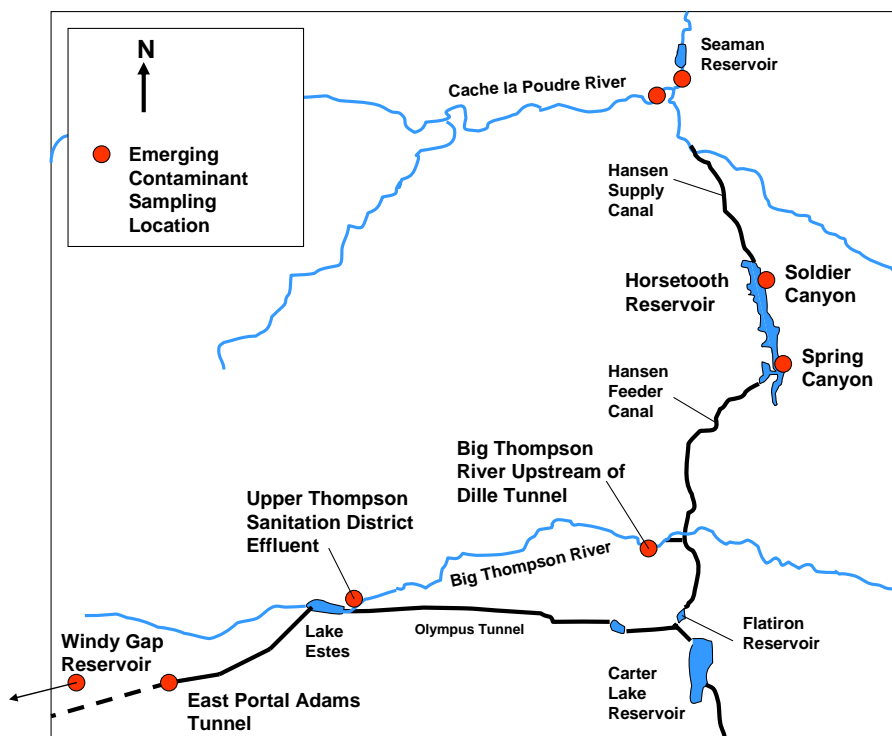 N
Emerging
Contaminant
Sampling
Location
Seaman
Reservoir
Cache la Poudre River
Hansen
Supply
Canal
Horsetooth
Reservoir
Soldier
Canyon
Spring
Canyon
Hansen
Feeder
Canal
Big Thompson
River Upstream of
Dille Tunnel
Upper Thompson
Sanitation District
Effluent
Big Thompson River
Windy Gap
Reservoir
Lake
Estes
Olympus Tunnel
Flatiron
Reservoir
East Portal Adams
Tunnel
Carter
Lake
Reservoir